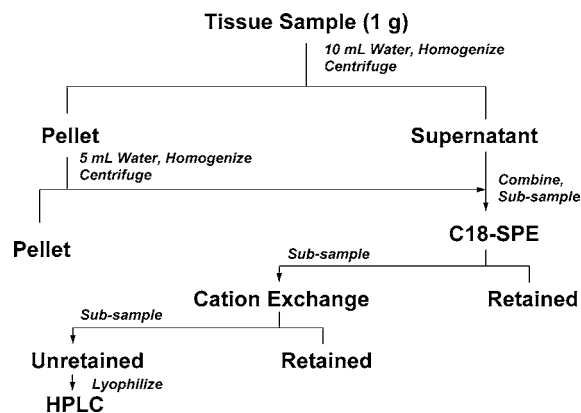 Tissue Sample (1 g)
10 mL Water, Homogenize
Centrifuge
Pellet
Supernatant
5 mL Water, Homogenize
Centrifuge
Combine,
Sub-sample
Pellet
C18-SPE
Sub-sample
Cation Exchange
Retained
Sub-sample
Unretained
Retained
Lyophilize
HPLC